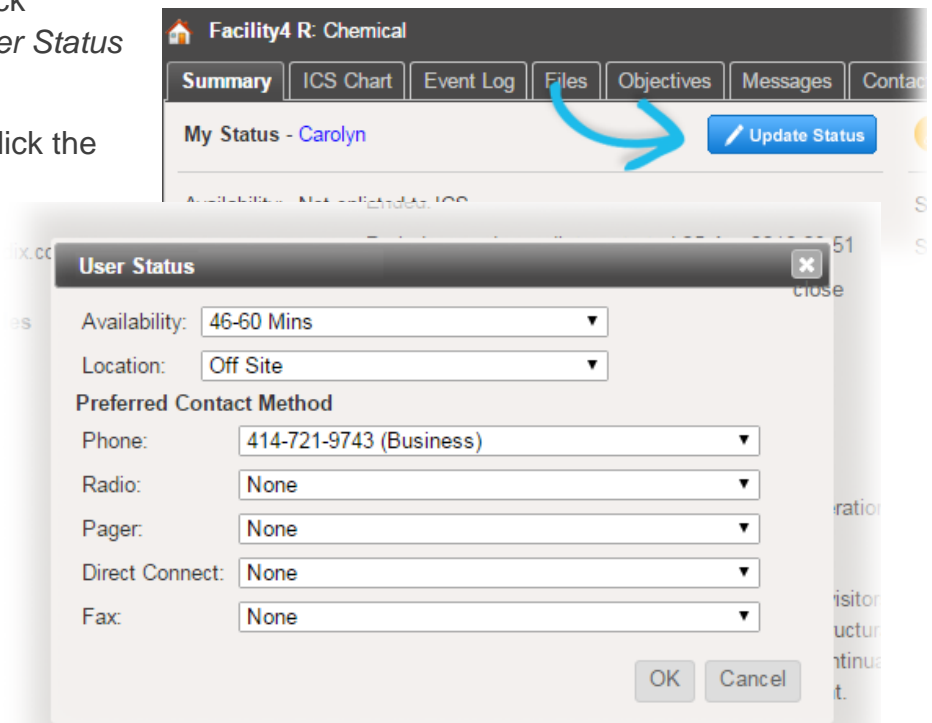 er Status
lick the
Facility4 R: Chemical
Summary ICS Chart Event Log Files Objectives Messages
My Status - Carolyn
Update Status
User Status
close
Availability: 46-60 Mins
Location: Off Site
Preferred Contact Method
Phone: 414-721-9743 (Business)
Radio: None
Pager: None
Direct Connect: None
Fax: None
OK Cancel